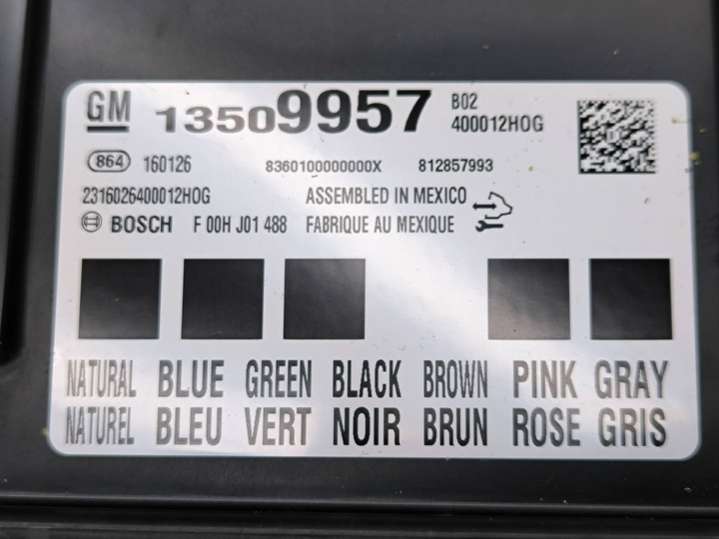 GM 13509957 B02
400012HOG
864 160126 8360100000000X 812857993
2316026400012HOG ASSEMBLED IN MEXICO
BOSCH F 00H J01 488 FABRIQUE AU MEXIQUE
NATURAL BLUE GREEN BLACK BROWN PINK GRAY
NATUREL BLEU VERT NOIR BRUN ROSE GRIS